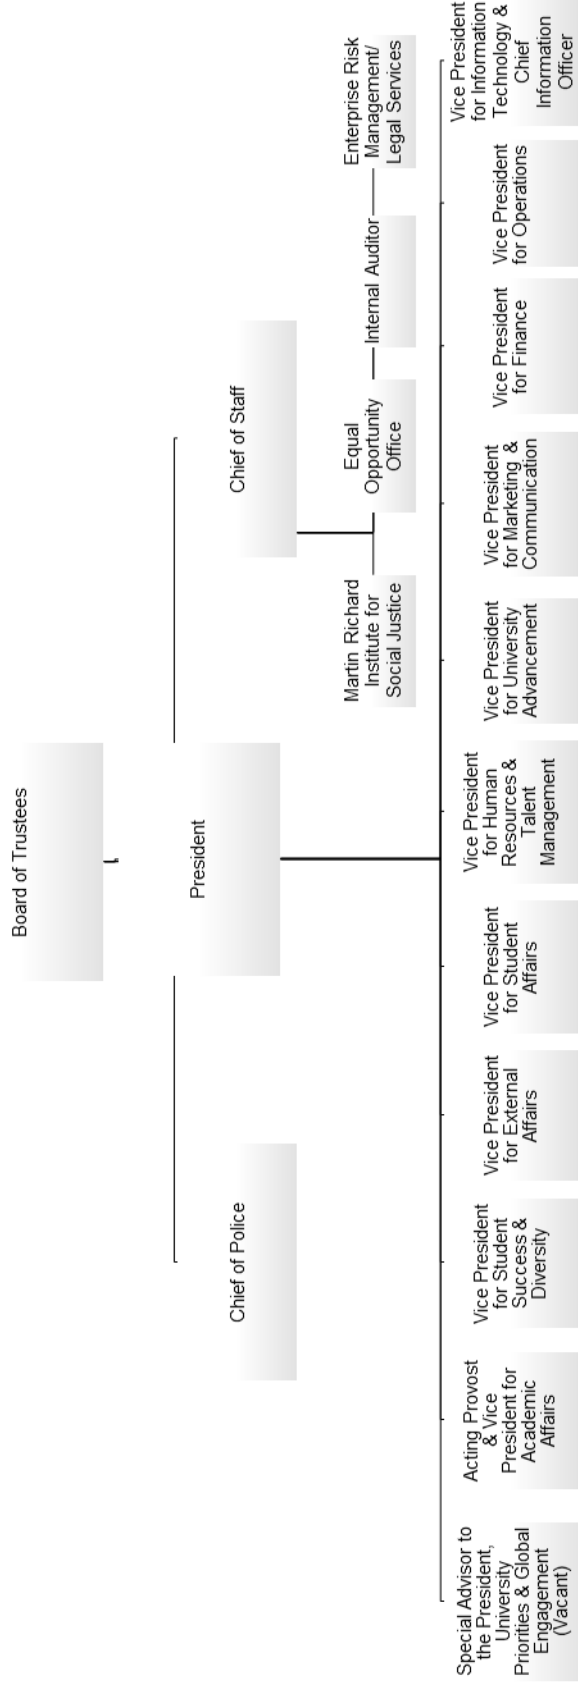 Board of Trustees
President
Chief of Police
Chief of Staff
Martin Richard
Institute for
Social Justice
Equal
Opportunity
Office
Internal Auditor
Enterprise Risk
Management/
Legal Services
Special Advisor to
the President,
University
Priorities & Global
Engagement
(Vacant)
Acting Provost
& Vice
President for
Academic
Affairs
Vice President
for Student
Success &
Diversity
Vice President
for External
Affairs
Vice President
for Student
Affairs
Vice President
for Human
Resources &
Talent
Management
Vice President
for University
Advancement
Vice President
for Marketing &
Communication
Vice President
for Finance
Vice President
for Operations
Vice President
for Information
Technology &
Chief
Information
Officer